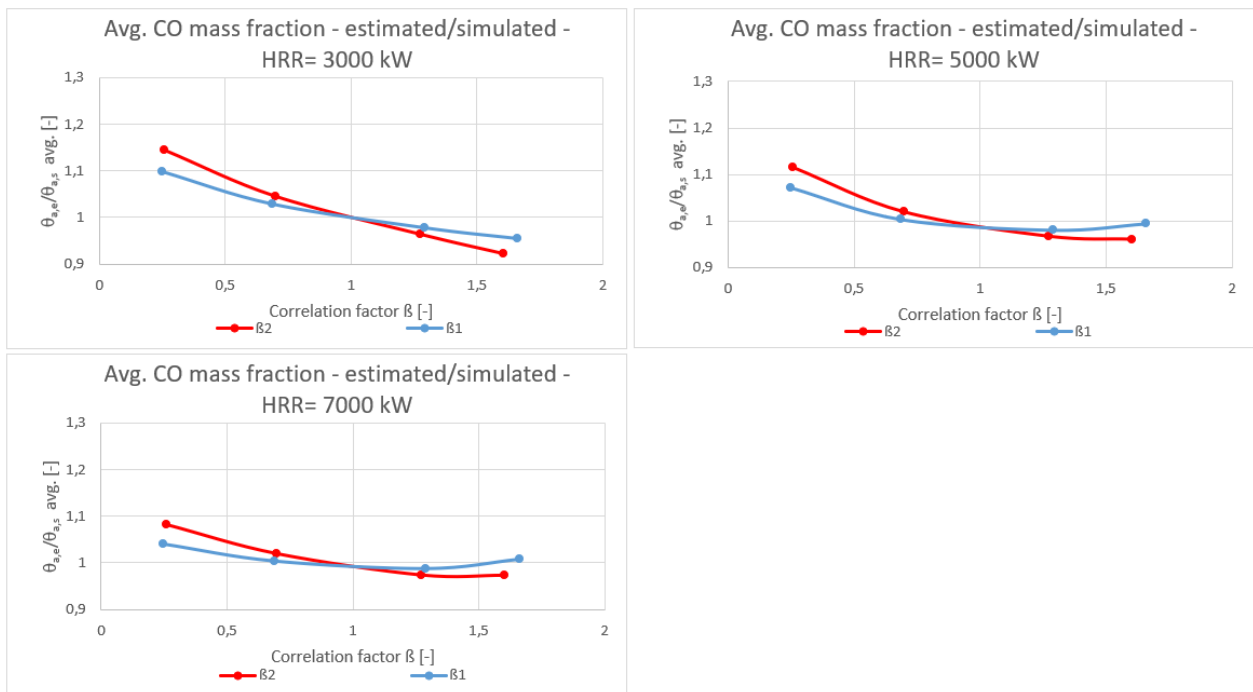 Avg. CO mass fraction - estimated/simulated -
HRR= 3000 kW
1,3
1,2
1,1
1
0,9
θa,e/θa,s avg. [-]
0
0,5
1
1,5
2
Correlation factor ß [-]
ß2
ß1
Avg. CO mass fraction - estimated/simulated -
HRR= 5000 kW
1,3
1,2
1,1
1
0,9
θa,e/θa,s avg. [-]
0
0,5
1
1,5
2
Correlation factor ß [-]
ß2
ß1
Avg. CO mass fraction - estimated/simulated -
HRR= 7000 kW
1,3
1,2
1,1
1
0,9
θa,e/θa,s avg. [-]
0
0,5
1
1,5
2
Correlation factor ß [-]
ß2
ß1